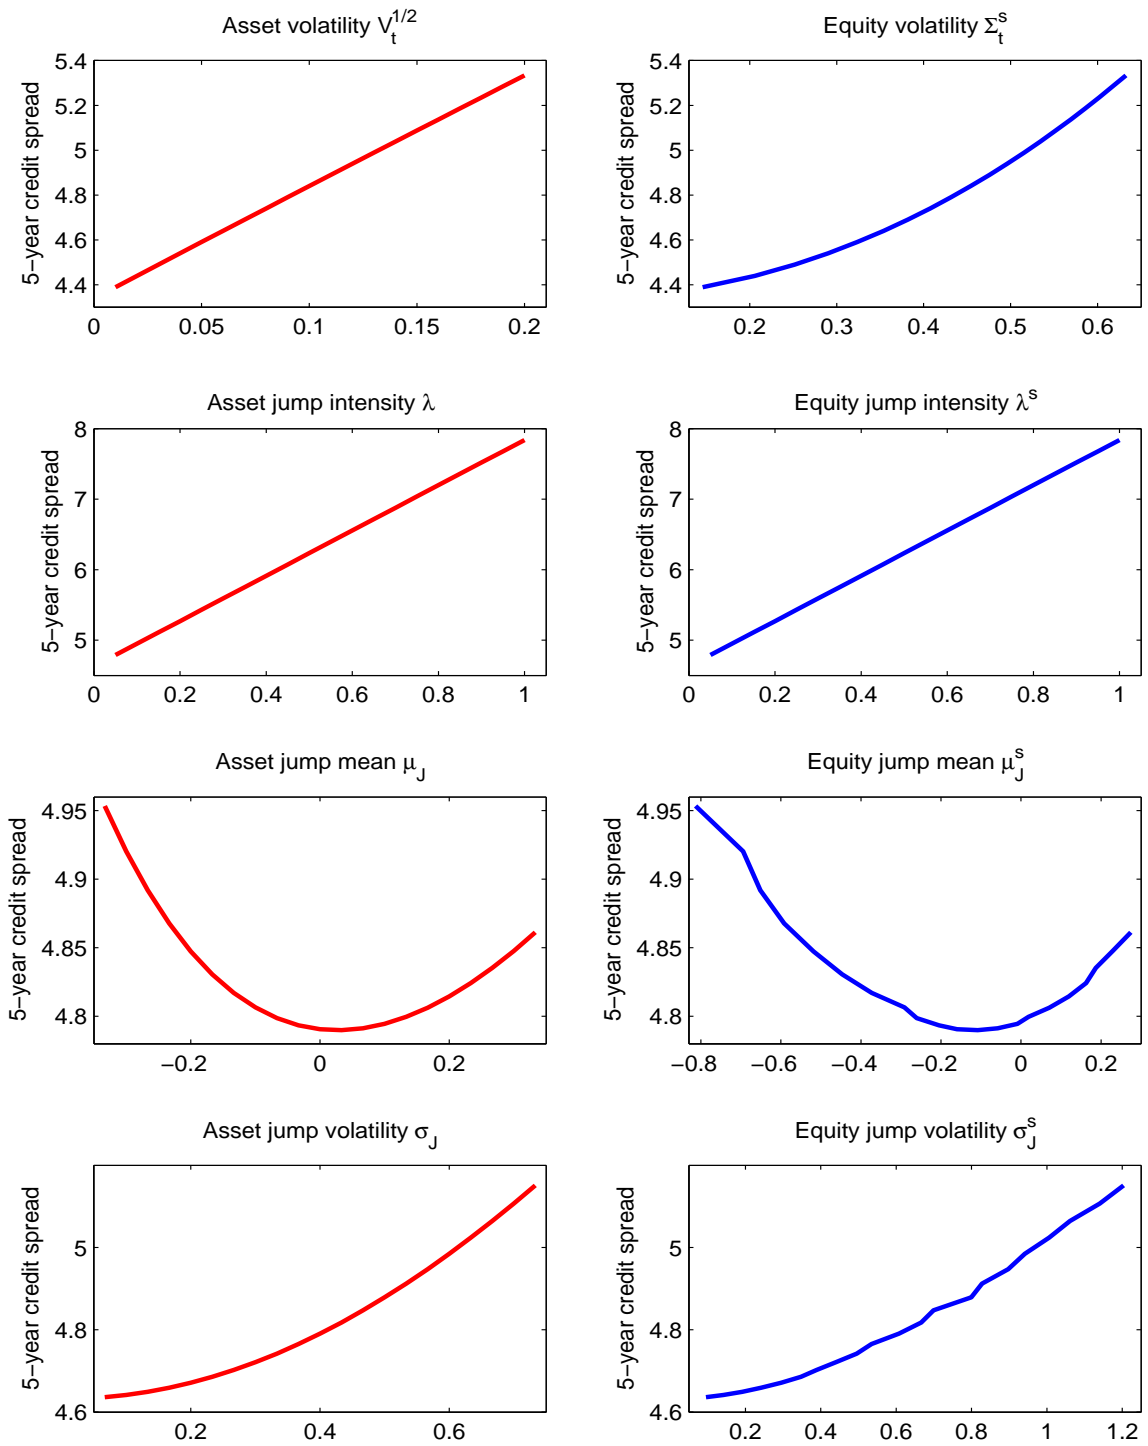 Asset volatility V_t^{1/2}
5−year credit spread
5.4
5.2
5
4.8
4.6
4.4
0 0.05 0.1 0.15 0.2
Equity volatility Σ_t^s
5−year credit spread
5.4
5.2
5
4.8
4.6
4.4
0.2 0.3 0.4 0.5 0.6
Asset jump intensity λ
5−year credit spread
8
7
6
5
0 0.2 0.4 0.6 0.8 1
Equity jump intensity λ^s
5−year credit spread
8
7
6
5
0 0.2 0.4 0.6 0.8 1
Asset jump mean μ_J
5−year credit spread
4.95
4.9
4.85
4.8
−0.2 0 0.2
Equity jump mean μ_J^s
5−year credit spread
4.95
4.9
4.85
4.8
−0.8 −0.6 −0.4 −0.2 0 0.2
Asset jump volatility σ_J
5−year credit spread
5
4.8
4.6
0.2 0.4 0.6
Equity jump volatility σ_J^s
5−year credit spread
5
4.8
4.6
0.2 0.4 0.6 0.8 1 1.2